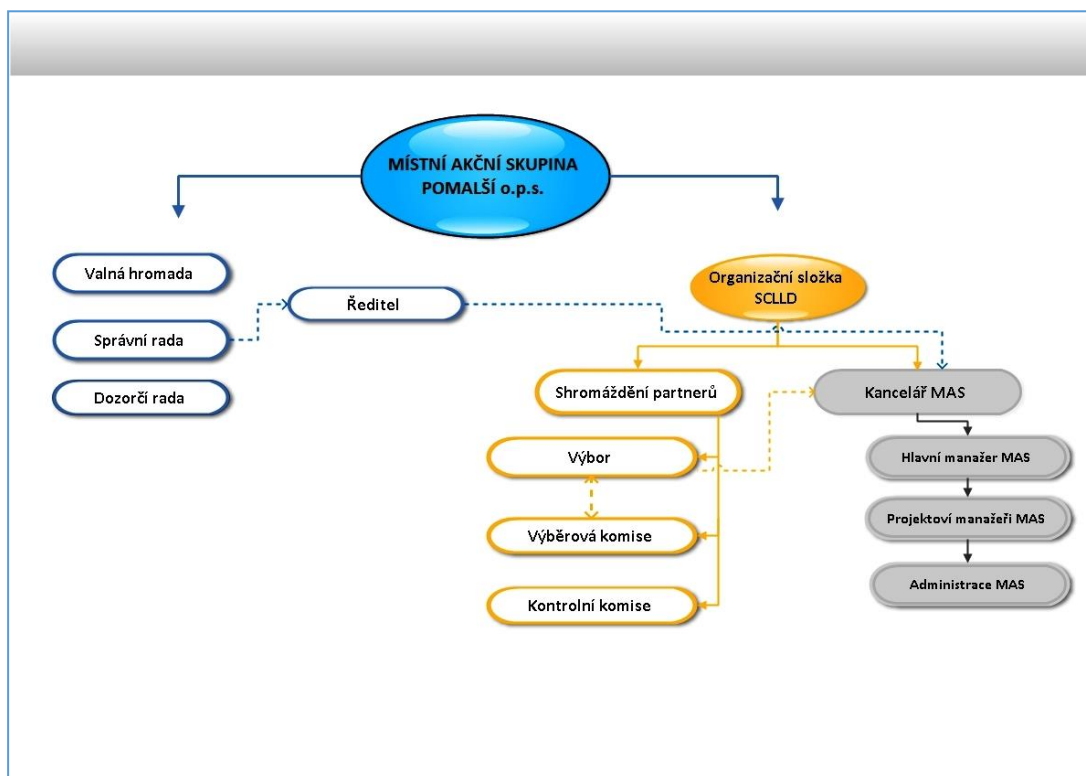 MÍSTNÍ AKČNÍ SKUPINA
POMALŠÍ o.p.s.
Valná hromada
Správní rada
Dozorčí rada
Ředitel
Organizační složka
SCLLD
Shromáždění partnerů
Výbor
Výběrová komise
Kontrolní komise
Kancelář MAS
Hlavní manažer MAS
Projektoví manažeři MAS
Administrace MAS